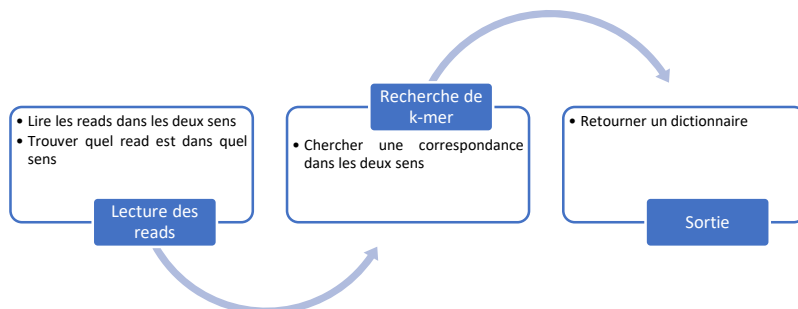 • Lire les reads dans les deux sens
• Trouver quel read est dans quel
sens
Lecture des
reads
Recherche de
k-mer
• Chercher une correspondance
dans les deux sens
• Retourner un dictionnaire
Sortie